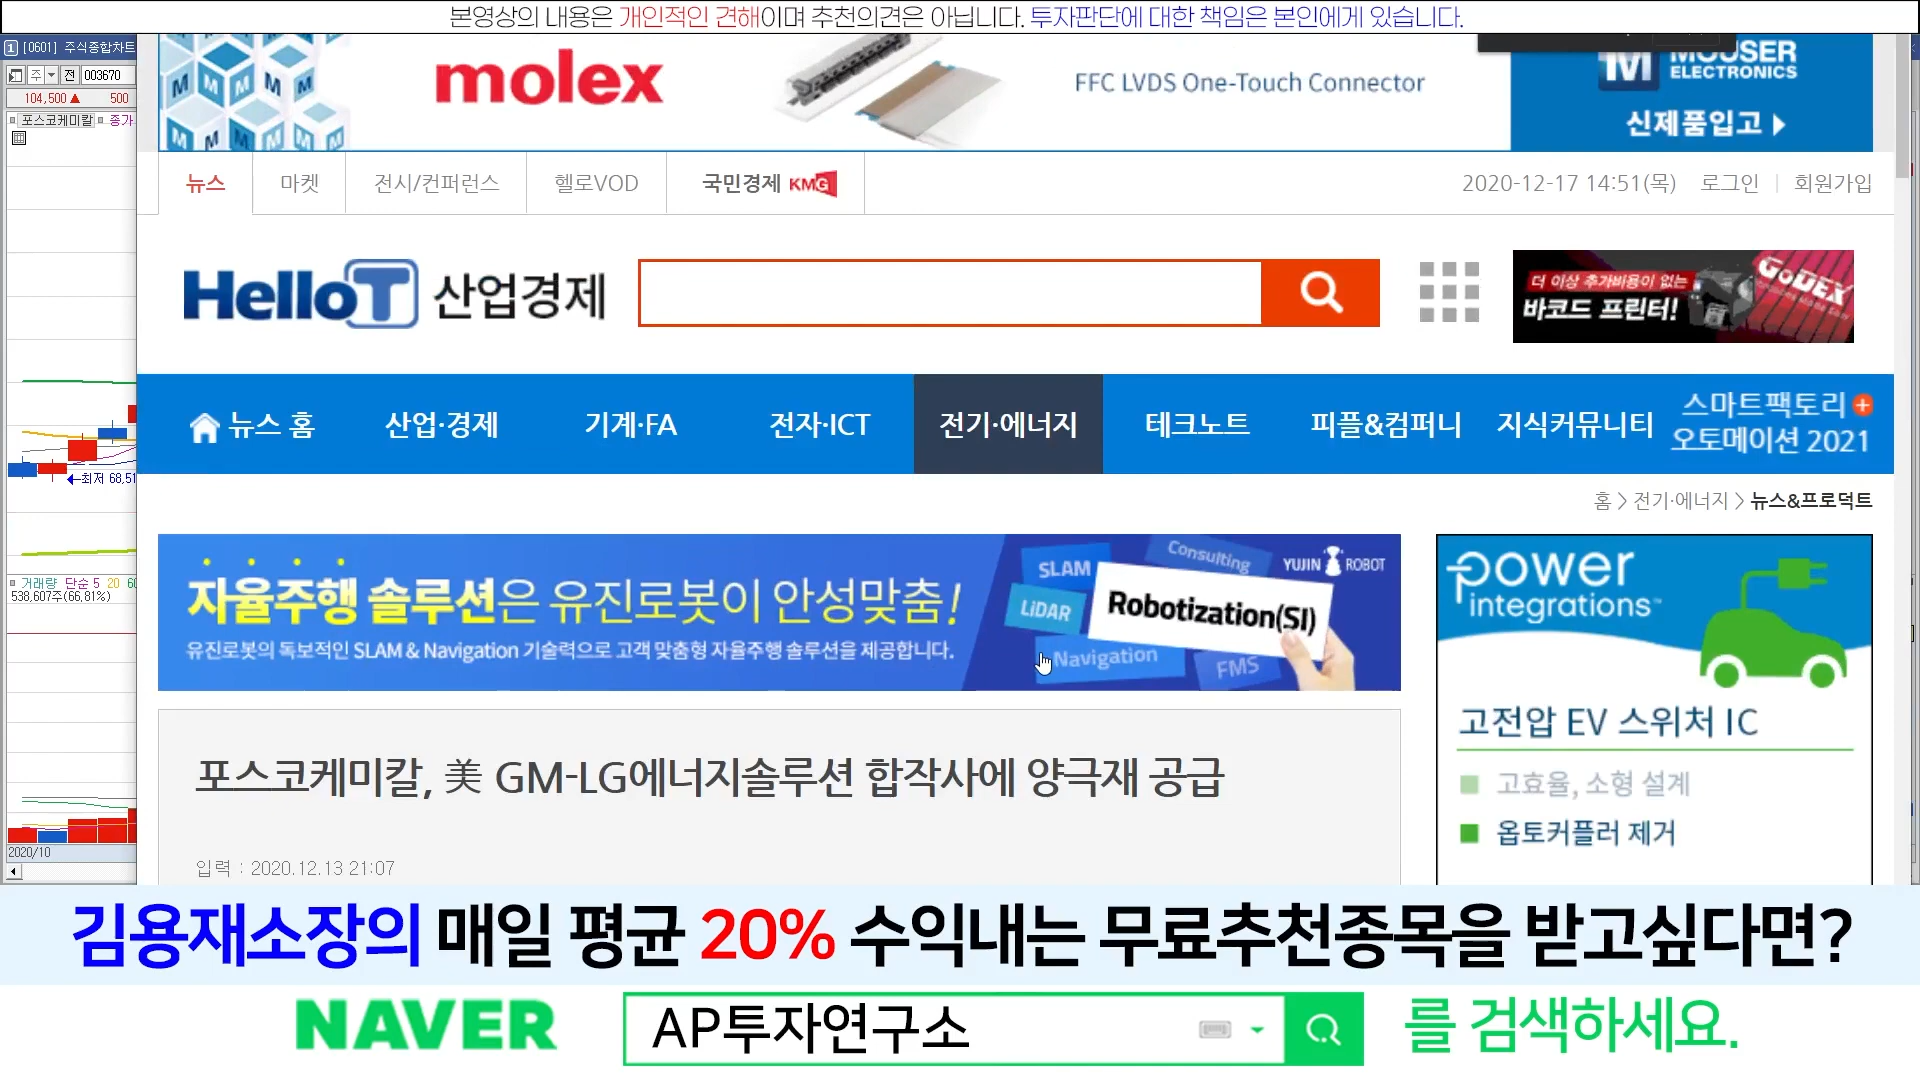 본영상의 내용은 개인적인 견해이며 추천의견은 아닙니다. 투자판단에 대한 책임은 본인에게 있습니다.
1 [0601] 주식종합차트
주 전 003670
104,500 ▲ 500
포스코케미칼 종가
←최저 68,51
거래량 단순 5 20 60
538,607주(66,81%)
2020/10
molex
FFC LVDS One-Touch Connector
MOUSER
ELECTRONICS
신제품입고
뉴스
마켓
전시/컨퍼런스
헬로VOD
국민경제 KMG
2020-12-17 14:51(목) 로그인 | 회원가입
HelloT 산업경제
더 이상 추가비용이 없는
바코드 프린터!
GODEX
뉴스 홈
산업·경제
기계·FA
전자·ICT
전기·에너지
테크노트
피플&컴퍼니
지식커뮤니티
스마트팩토리 +
오토메이션 2021
홈 > 전기·에너지 > 뉴스&프로덕트
자율주행 솔루션은 유진로봇이 안성맞춤!
유진로봇의 독보적인 SLAM & Navigation 기술력으로 고객 맞춤형 자율주행 솔루션을 제공합니다.
SLAM
Consulting
YUJIN ROBOT
LiDAR
Robotization(SI)
Navigation
FMS
power
integrations™
고전압 EV 스위처 IC
고효율, 소형 설계
옵토커플러 제거
포스코케미칼, 美 GM-LG에너지솔루션 합작사에 양극재 공급
입력 : 2020.12.13 21:07
김용재소장의 매일 평균 20% 수익내는 무료추천종목을 받고싶다면?
NAVER
AP투자연구소
를 검색하세요.